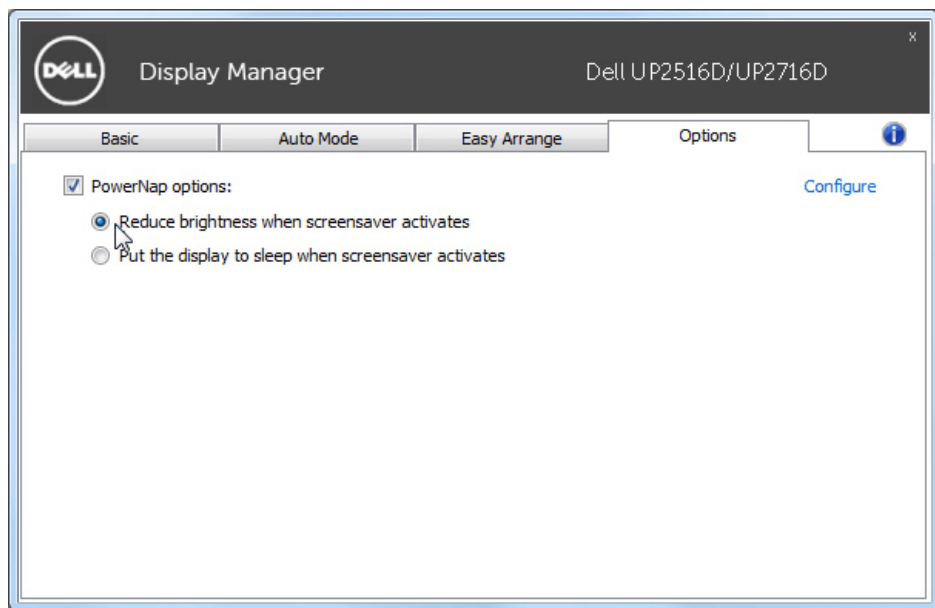 x
DELL
Display Manager
Dell UP2516D/UP2716D
Basic Auto Mode Easy Arrange Options
PowerNap options: Configure
Reduce brightness when screensaver activates
Put the display to sleep when screensaver activates